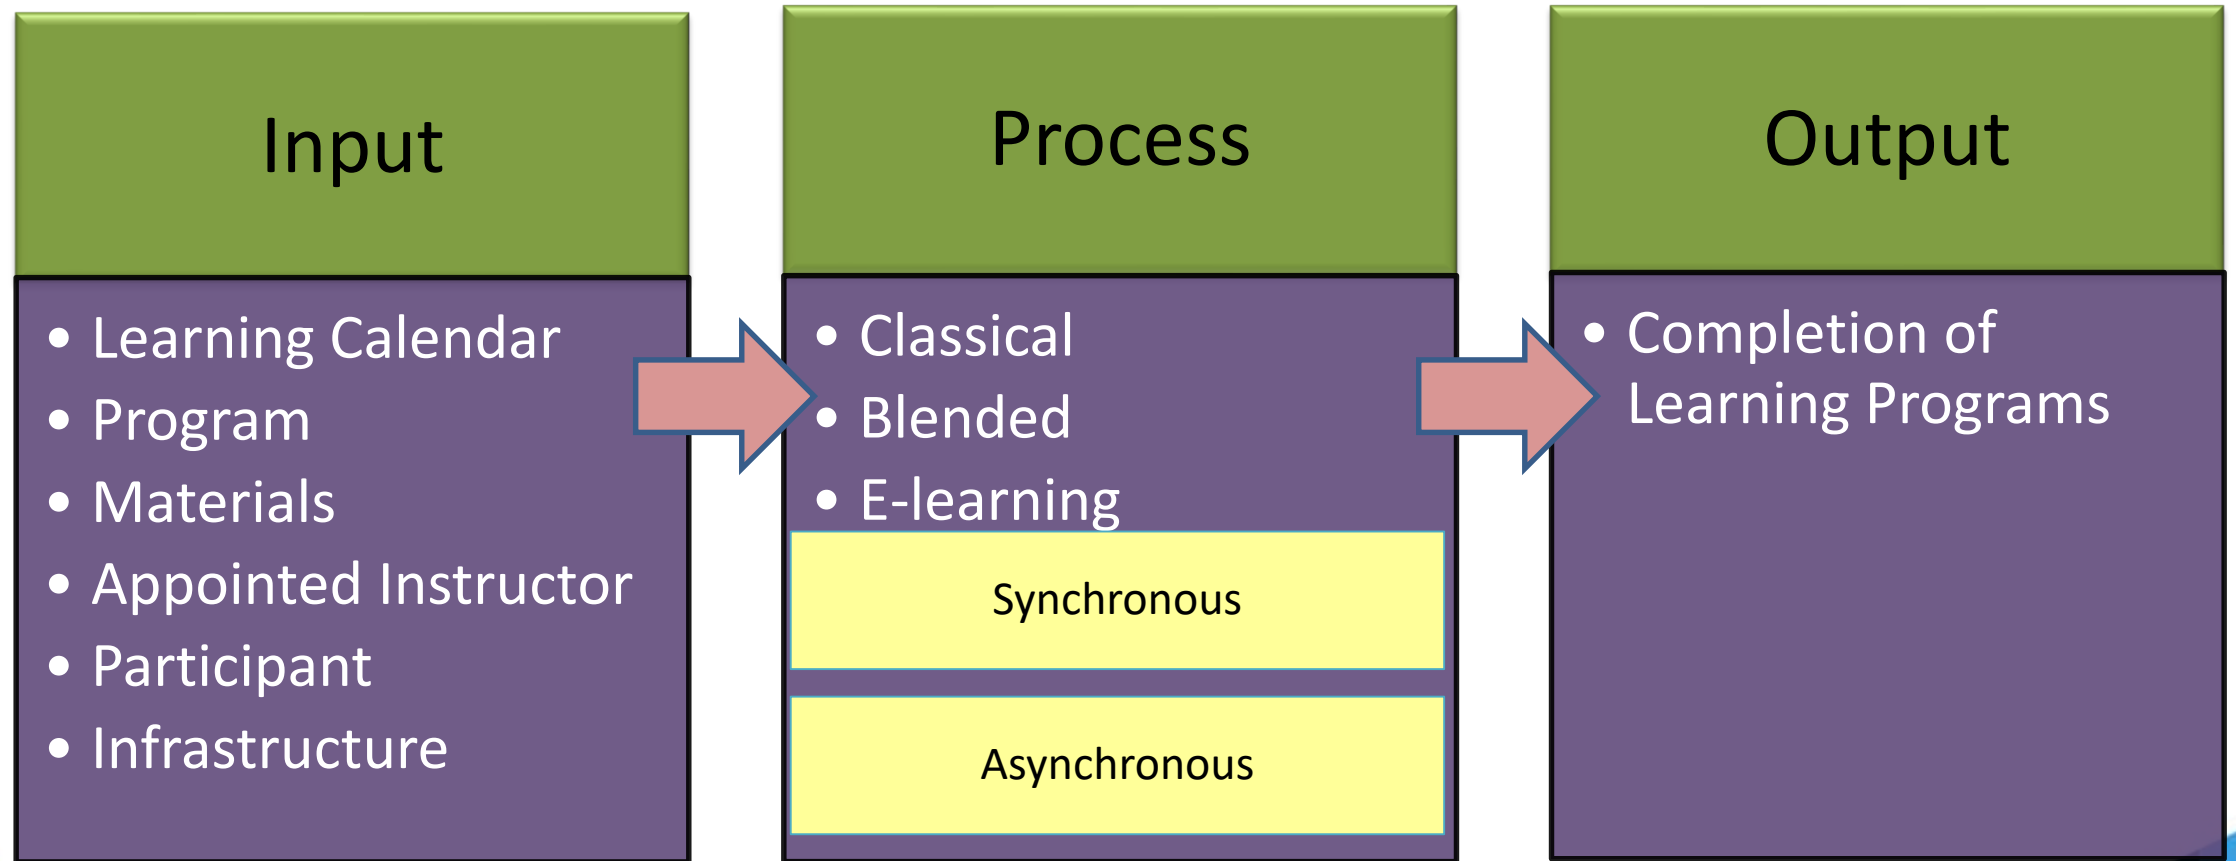 Input
• Learning Calendar
• Program
• Materials
• Appointed Instructor
• Participant
• Infrastructure
Process
• Classical
• Blended
• E-learning
Synchronous
Asynchronous
Output
• Completion of
Learning Programs